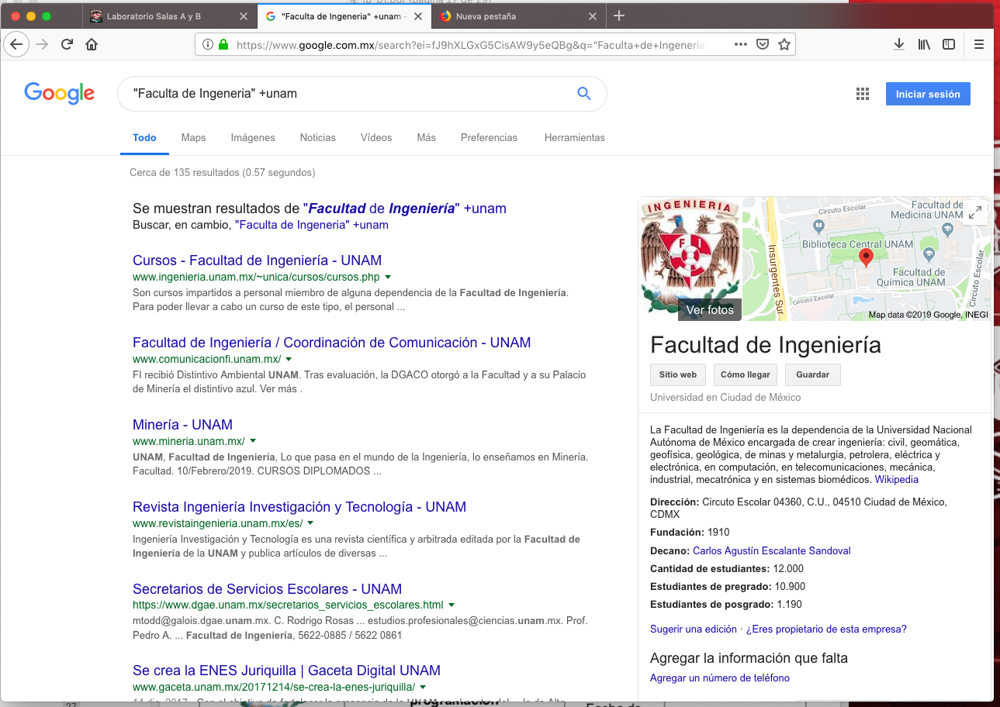 Laboratorio Salas A y B
"Faculta de Ingeneria" +unam -
Nueva pestaña
https://www.google.com.mx/search?ei=fJ9hXLGxG5CisAW9y5eQBg&q="Faculta+de+Ingeneria
Google
"Faculta de Ingeneria" +unam
Iniciar sesión
Todo Maps Imágenes Noticias Vídeos Más Preferencias Herramientas
Cerca de 135 resultados (0.57 segundos)
Se muestran resultados de "Facultad de Ingeniería" +unam
Buscar, en cambio, "Faculta de Ingeneria" +unam
Cursos - Facultad de Ingeniería - UNAM
www.ingenieria.unam.mx/~unica/cursos/cursos.php
Son cursos impartidos a personal miembro de alguna dependencia de la Facultad de Ingeniería.
Para poder llevar a cabo un curso de este tipo, el personal ...
Facultad de Ingeniería / Coordinación de Comunicación - UNAM
www.comunicacionfi.unam.mx/
FI recibió Distintivo Ambiental UNAM. Tras evaluación, la DGACO otorgó a la Facultad y a su Palacio
de Minería el distintivo azul. Ver más .
Minería - UNAM
www.mineria.unam.mx/
UNAM, Facultad de Ingeniería, Lo que pasa en el mundo de la Ingeniería, lo enseñamos en Minería.
Facultad. 10/Febrero/2019. CURSOS DIPLOMADOS ...
Revista Ingeniería Investigación y Tecnología - UNAM
www.revistaingenieria.unam.mx/es/
Ingeniería Investigación y Tecnología es una revista científica y arbitrada editada por la Facultad de
Ingeniería de la UNAM y publica artículos de diversas ...
Secretarios de Servicios Escolares - UNAM
https://www.dgae.unam.mx/secretarios_servicios_escolares.html
mtodd@galois.dgae.unam.mx. C. Rodrigo Rosas ... estudios.profesionales@ciencias.unam.mx. Prof.
Pedro A. ... Facultad de Ingeniería, 5622-0885 / 5622 0861
Se crea la ENES Juriquilla | Gaceta Digital UNAM
www.gaceta.unam.mx/20171214/se-crea-la-enes-juriquilla/
INGENIERIA
F I
Ver fotos
Circuito Escolar
Facultad de
Medicina UNAM
Biblioteca Central UNAM
Insurgentes Sur
Facultad de
Química UNAM
Circuito Escolar
Circuito Escolar
Map data ©2019 Google, INEGI
Facultad de Ingeniería
Sitio web Cómo llegar Guardar
Universidad en Ciudad de México
La Facultad de Ingeniería es la dependencia de la Universidad Nacional
Autónoma de México encargada de crear ingeniería: civil, geomática,
geofísica, geológica, de minas y metalurgia, petrolera, eléctrica y
electrónica, en computación, en telecomunicaciones, mecánica,
industrial, mecatrónica y en sistemas biomédicos. Wikipedia
Dirección: Circuto Escolar 04360, C.U., 04510 Ciudad de México,
CDMX
Fundación: 1910
Decano: Carlos Agustín Escalante Sandoval
Cantidad de estudiantes: 12.000
Estudiantes de pregrado: 10.900
Estudiantes de posgrado: 1.190
Sugerir una edición · ¿Eres propietario de esta empresa?
Agregar la información que falta
Agregar un número de teléfono